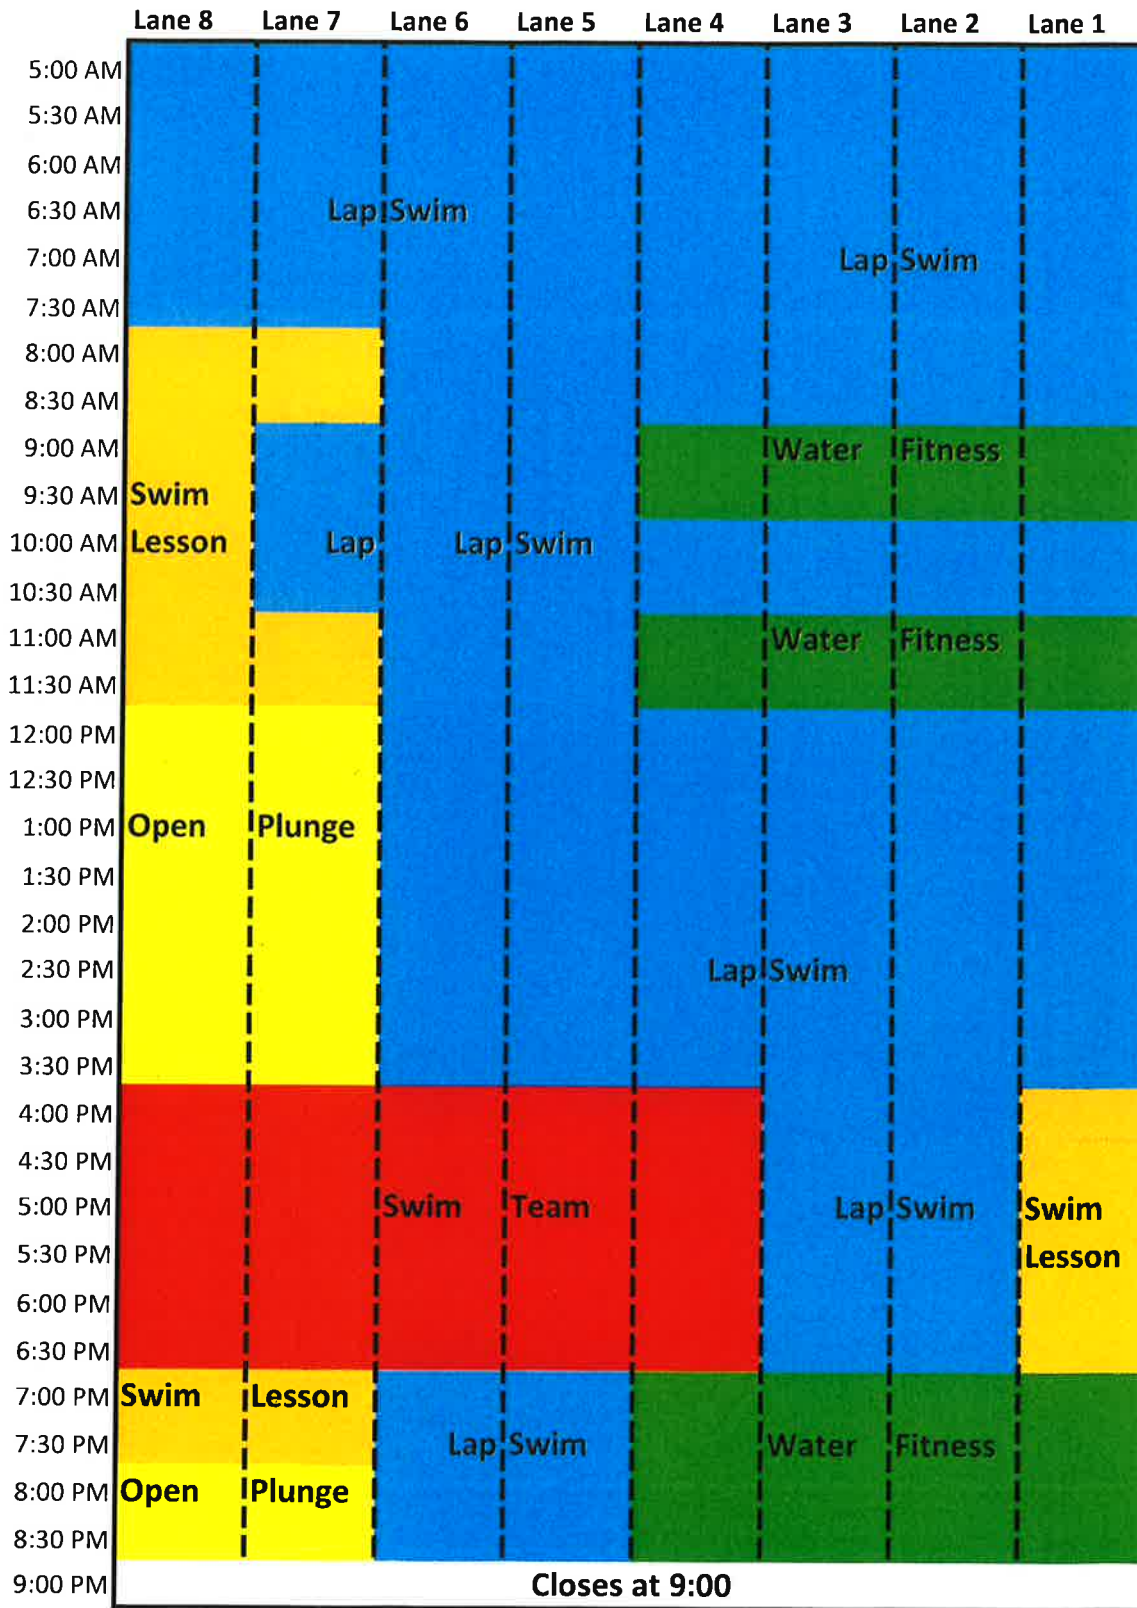 Lane 8 Lane 7 Lane 6 Lane 5 Lane 4 Lane 3 Lane 2 Lane 1
5:00 AM
5:30 AM
6:00 AM
6:30 AM Lap Swim
7:00 AM Lap Swim
7:30 AM
8:00 AM
8:30 AM
9:00 AM Water Fitness
9:30 AM Swim
10:00 AM Lesson Lap Lap Swim
10:30 AM
11:00 AM Water Fitness
11:30 AM
12:00 PM
12:30 PM
1:00 PM Open Plunge
1:30 PM
2:00 PM
2:30 PM Lap Swim
3:00 PM
3:30 PM
4:00 PM
4:30 PM
5:00 PM Swim Team Lap Swim Swim
5:30 PM Lesson
6:00 PM
6:30 PM
7:00 PM Swim Lesson
7:30 PM Lap Swim Water Fitness
8:00 PM Open Plunge
8:30 PM
9:00 PM Closes at 9:00